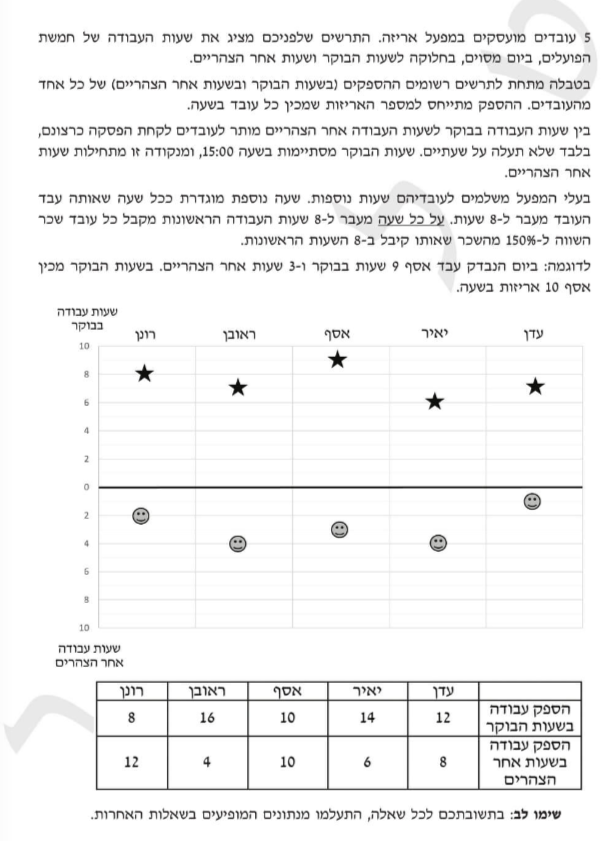 5 עובדים מועסקים במפעל אריזה. התרשים שלפניכם מציג את שעות העבודה של חמשת
הפועלים, ביום מסוים, בחלוקה לשעות הבוקר ושעות אחר הצהריים.
בטבלה מתחת לתרשים רשומים ההספקים (בשעות הבוקר ובשעות אחר הצהריים) של כל אחד
מהעובדים. ההספק מתייחס למספר האריזות שמכין כל עובד בשעה.
בין שעות העבודה בבוקר לשעות העבודה אחר הצהריים מותר לעובדים לקחת הפסקה כרצונם,
בלבד שלא תעלה על שעתיים. שעות הבוקר מסתיימות בשעה 15:00, ומנקודה זו מתחילות שעות
אחר הצהריים.
בעלי המפעל משלמים לעובדיהם שעות נוספות. שעה נוספת מוגדרת ככל שעה שאותה עבד
העובד מעבר ל-8 שעות. על כל שעה מעבר ל-8 שעות העבודה הראשונות מקבל כל עובד שכר
השווה ל-150% מהשכר שאותו קיבל ב-8 השעות הראשונות.
לדוגמה: ביום הנבדק עבד אסף 9 שעות בבוקר ו-3 שעות אחר הצהריים. בשעות הבוקר מכין
אסף 10 אריזות בשעה.
שעות עבודה
בבוקר
רונן ראובן אסף יאיר עדן
10
8
6
4
2
0
2
4
6
8
10
שעות עבודה
אחר הצהרים
עדן יאיר אסף ראובן רונן
הספק עבודה
בשעות הבוקר
12 14 10 16 8
הספק עבודה
בשעות אחר
הצהרים
8 6 10 4 12
שימו לב: בתשובתכם לכל שאלה, התעלמו מנתונים המופיעים בשאלות האחרות.